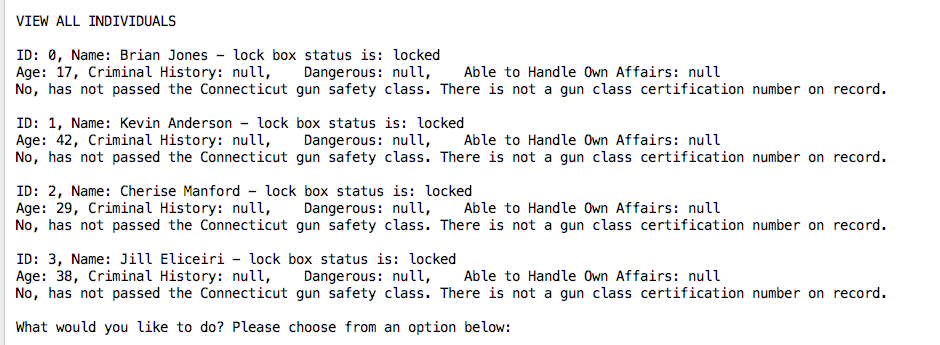 VIEW ALL INDIVIDUALS
ID: 0, Name: Brian Jones – lock box status is: locked
Age: 17, Criminal History: null, Dangerous: null, Able to Handle Own Affairs: null
No, has not passed the Connecticut gun safety class. There is not a gun class certification number on record.
ID: 1, Name: Kevin Anderson – lock box status is: locked
Age: 42, Criminal History: null, Dangerous: null, Able to Handle Own Affairs: null
No, has not passed the Connecticut gun safety class. There is not a gun class certification number on record.
ID: 2, Name: Cherise Manford – lock box status is: locked
Age: 29, Criminal History: null, Dangerous: null, Able to Handle Own Affairs: null
No, has not passed the Connecticut gun safety class. There is not a gun class certification number on record.
ID: 3, Name: Jill Eliceiri – lock box status is: locked
Age: 38, Criminal History: null, Dangerous: null, Able to Handle Own Affairs: null
No, has not passed the Connecticut gun safety class. There is not a gun class certification number on record.
What would you like to do? Please choose from an option below: